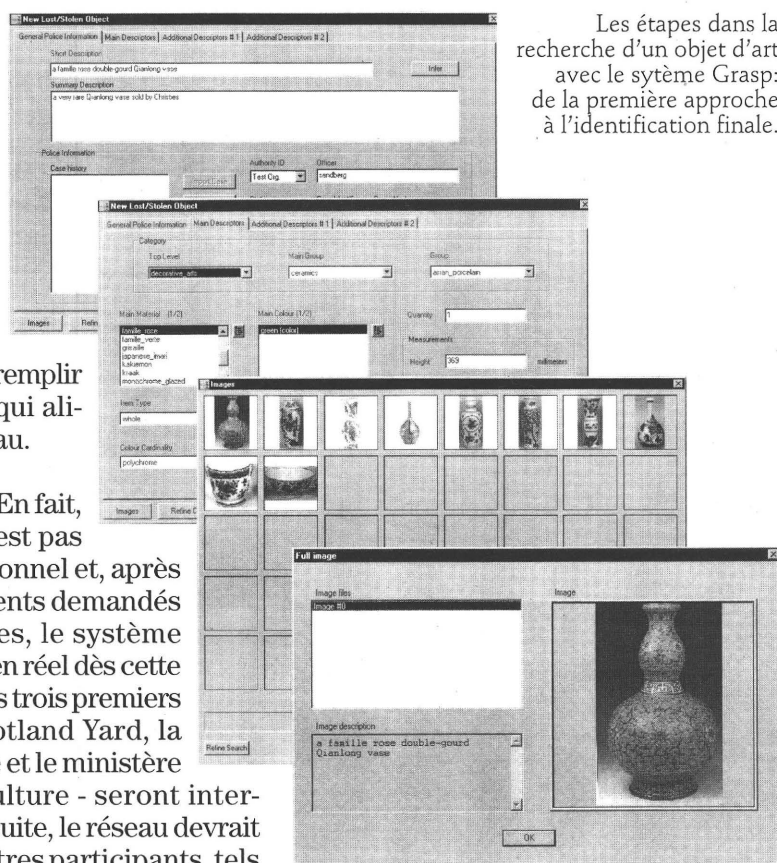 Les étapes dans la
recherche d'un objet d'art
avec le sytème Grasp:
de la première approche
à l'identification finale.
New Lost/Stolen Object
General Police Information Main Descriptors Additional Descriptors # 1 Additional Descriptors # 2
Short Description
a famille rose double-gourd Qianlong vase
Infer
Summary Description
a very rare Qianlong vase sold by Christies
Police Information
Case history
Authority ID Officer
Test Org. sandberg
Images
New Lost/Stolen Object
General Police Information Main Descriptors Additional Descriptors # 1 Additional Descriptors # 2
Category
Top Level Main Group Group
decorative_arts ceramics asian_porcelain
Main Material (1/2) Main Colour (1/2) Quantity 1
famille_rose green (color)
famille_verte
grisaille
japanese_imari
kakiemon
kraak
monochrome_glazed
Measurements
Height 369 millimeters
Item Type
whole
Colour Cardinality
polychrome
Images
Images
Refine Search
Full image
Image files Image
Image #0
Image description
a famille rose double-gourd
Qianlong vase
OK
remplir
qui ali-
au.
En fait,
est pas
onnel et, après
ents demandés
es, le système
en réel dès cette
s trois premiers
otland Yard, la
e et le ministère
ulture - seront inter-
uite, le réseau devrait
tres participants, tels